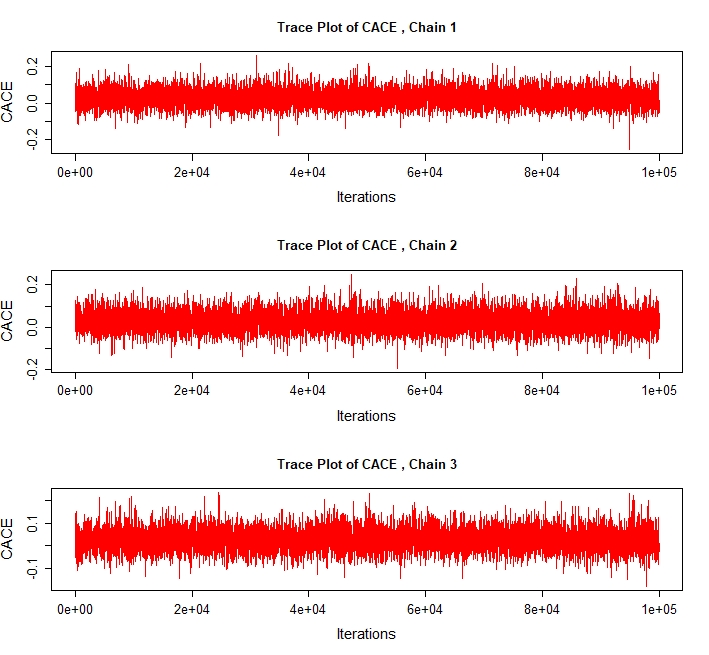 Trace Plot of CACE , Chain 1
CACE
0.2
0.0
-0.2
0e+00 2e+04 4e+04 6e+04 8e+04 1e+05
Iterations
Trace Plot of CACE , Chain 2
CACE
0.2
0.0
-0.2
0e+00 2e+04 4e+04 6e+04 8e+04 1e+05
Iterations
Trace Plot of CACE , Chain 3
CACE
0.1
-0.1
0e+00 2e+04 4e+04 6e+04 8e+04 1e+05
Iterations